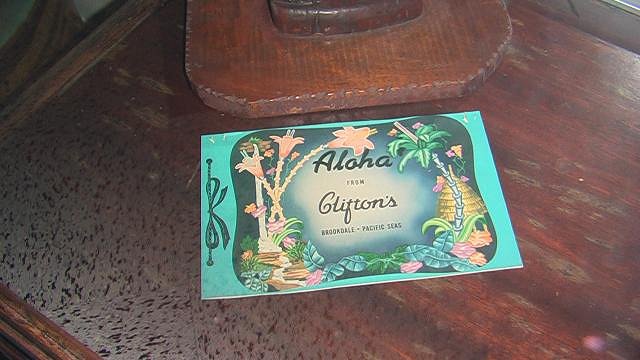 Aloha
FROM
Clifton's
BROOKDALE • PACIFIC SEAS